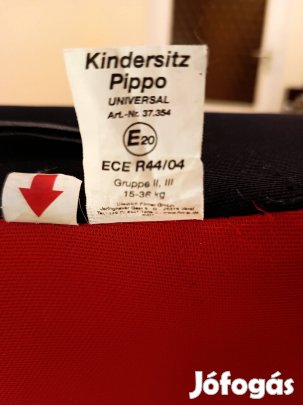 Kindersitz
Pippo
UNIVERSAL
Art.-Nr. 37.354
E20
ECE R44/04
Gruppe II, III
15-36 kg
Jófogás